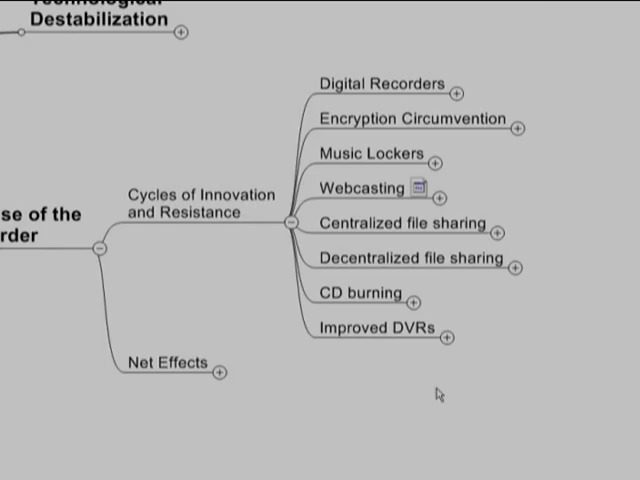 Technological
Destabilization
Digital Recorders
Encryption Circumvention
Music Lockers
Webcasting
Cycles of Innovation
and Resistance
Centralized file sharing
se of the
rder
Decentralized file sharing
CD burning
Improved DVRs
Net Effects